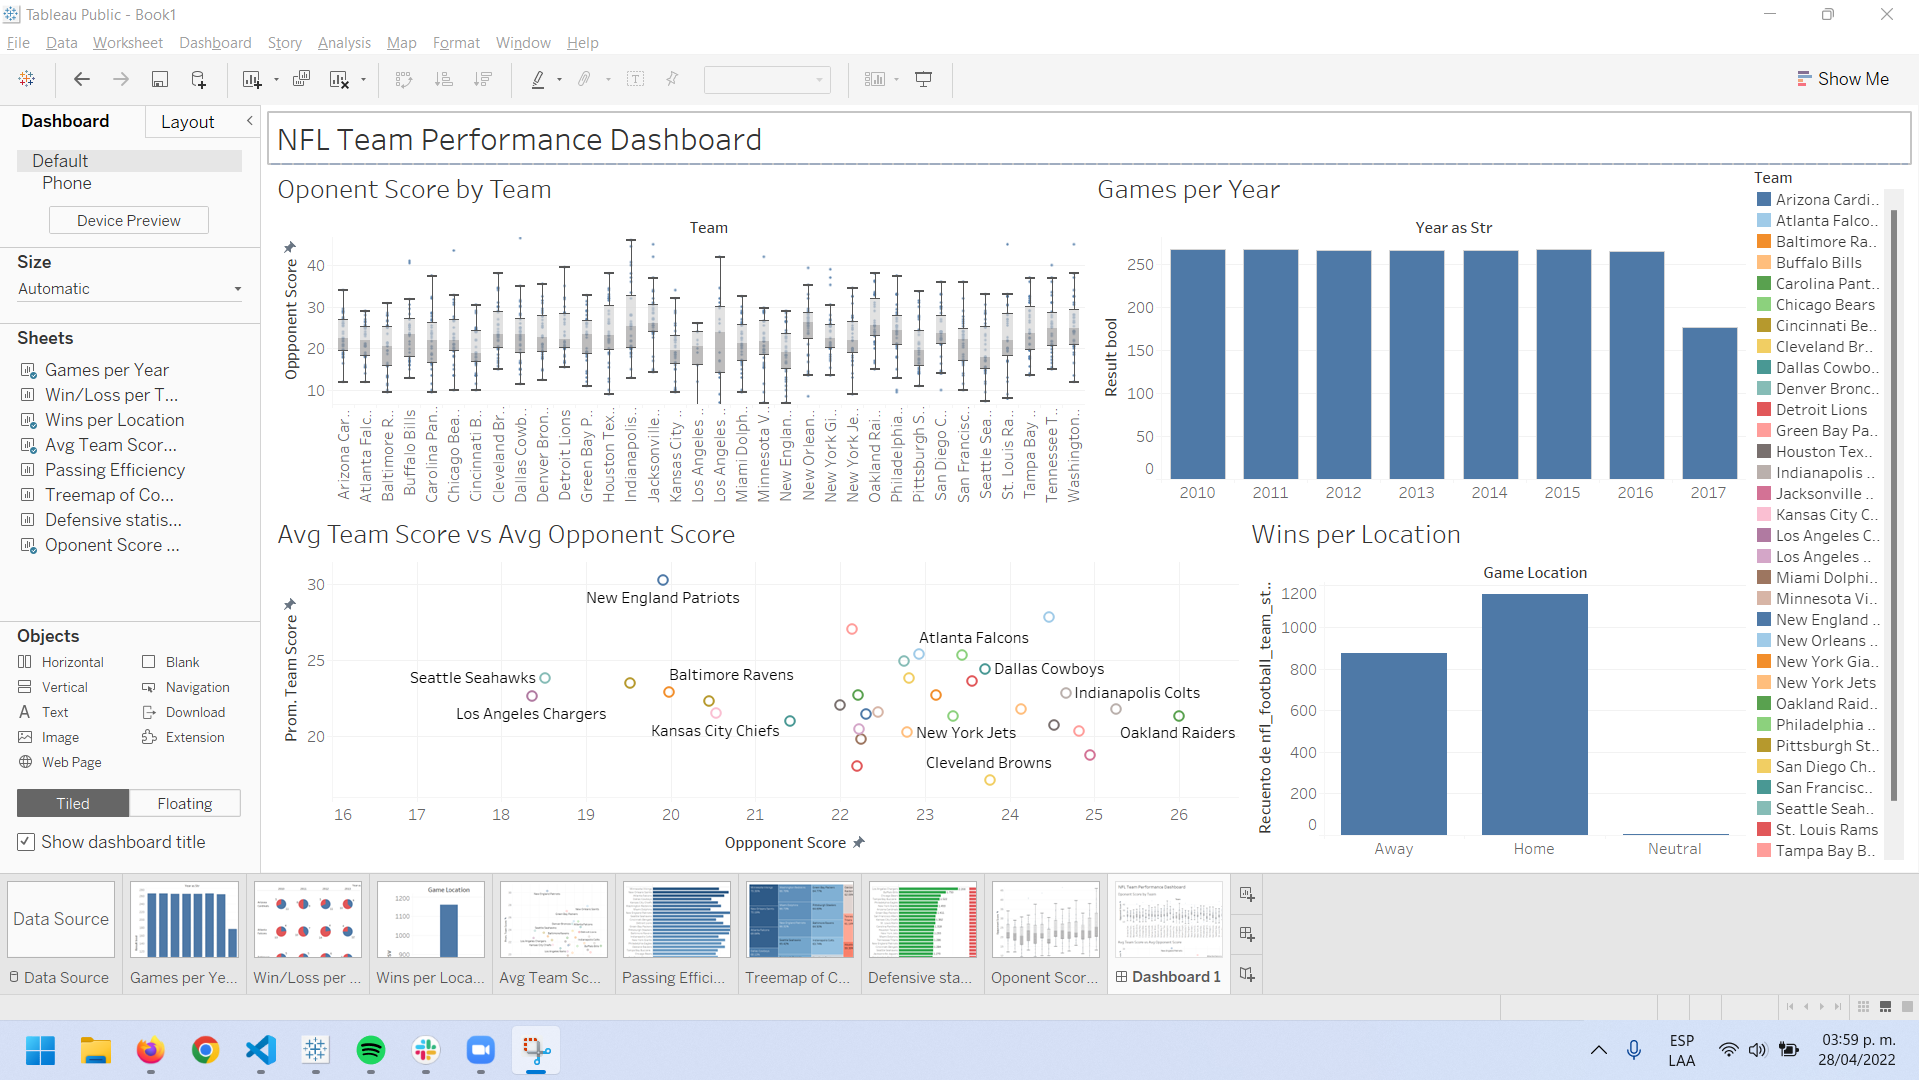 Tableau Public - Book1
File Data Worksheet Dashboard Story Analysis Map Format Window Help
Show Me
Dashboard Layout
Default
Phone
Device Preview
Size
Automatic
Sheets
Games per Year
Win/Loss per T...
Wins per Location
Avg Team Scor...
Passing Efficiency
Treemap of Co...
Defensive statis...
Oponent Score ...
Objects
Horizontal Blank
Vertical Navigation
Text Download
Image Extension
Web Page
Tiled Floating
Show dashboard title
NFL Team Performance Dashboard
Oponent Score by Team
Team
Oppponent Score
40
30
20
10
Arizona Car..
Atlanta Falc..
Baltimore R..
Buffalo Bills
Carolina Pan..
Chicago Bea..
Cincinnati B..
Cleveland Br..
Dallas Cowb..
Denver Bron..
Detroit Lions
Green Bay P..
Houston Tex..
Indianapolis ..
Jacksonville ..
Kansas City ..
Los Angeles ..
Los Angeles ..
Miami Dolph..
Minnesota V..
New Englan..
New Orlean..
New York Gi..
New York Je..
Oakland Rai..
Philadelphia..
Pittsburgh S..
San Diego C..
San Francisc..
Seattle Sea..
St. Louis Ra..
Tampa Bay ..
Tennessee T..
Washington ..
Games per Year
Year as Str
Result bool
250
200
150
100
50
0
2010 2011 2012 2013 2014 2015 2016 2017
Avg Team Score vs Avg Opponent Score
Prom. Team Score
30
25
20
New England Patriots
Atlanta Falcons
Seattle Seahawks
Baltimore Ravens
Dallas Cowboys
Indianapolis Colts
Los Angeles Chargers
Kansas City Chiefs
New York Jets
Oakland Raiders
Cleveland Browns
16 17 18 19 20 21 22 23 24 25 26
Oppponent Score
Wins per Location
Game Location
Recuento de nfl_football_team_st..
1200
1000
800
600
400
200
0
Away Home Neutral
Team
Arizona Cardi..
Atlanta Falco..
Baltimore Ra..
Buffalo Bills
Carolina Pant..
Chicago Bears
Cincinnati Be..
Cleveland Br..
Dallas Cowbo..
Denver Bronc..
Detroit Lions
Green Bay Pa..
Houston Tex..
Indianapolis ..
Jacksonville ..
Kansas City C..
Los Angeles C..
Los Angeles ..
Miami Dolphi..
Minnesota Vi..
New England ..
New Orleans ..
New York Gia..
New York Jets
Oakland Raid..
Philadelphia ..
Pittsburgh St..
San Diego Ch..
San Francisc..
Seattle Seah..
St. Louis Rams
Tampa Bay B..
Data Source
Year as Str
Game Location
1200
1100
1000
900
NFL Team Performance Dashboard
Data Source Games per Ye... Win/Loss per ... Wins per Loca... Avg Team Sc... Passing Effici... Treemap of C... Defensive sta... Oponent Scor... Dashboard 1
ESP
LAA
03:59 p. m.
28/04/2022